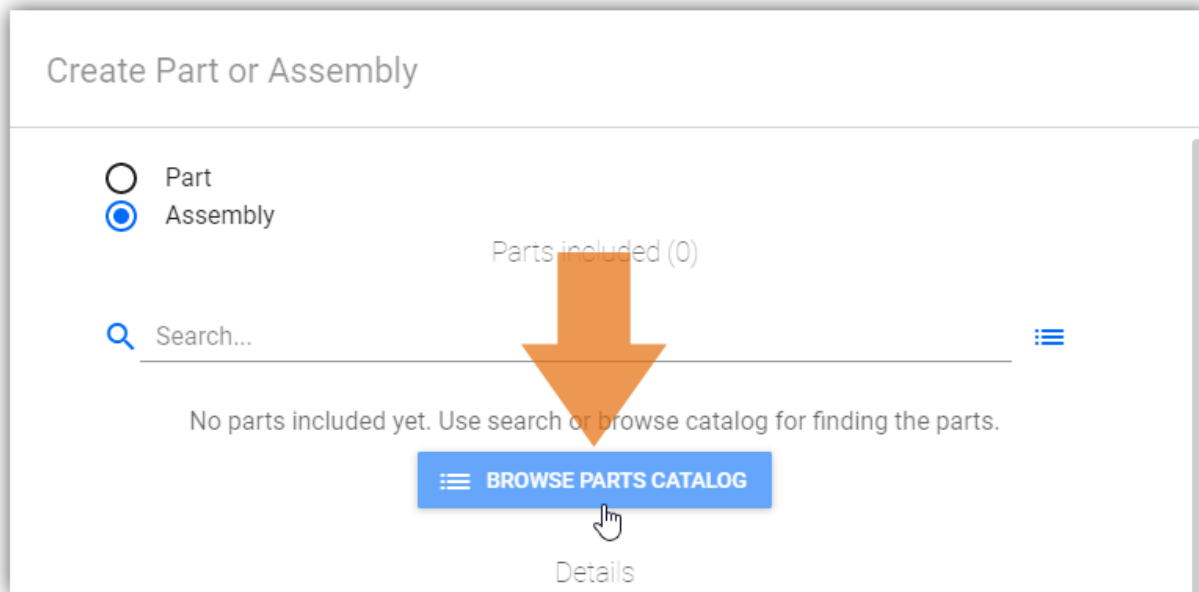 Create Part or Assembly
Part
Assembly
Parts included (0)
Search...
No parts included yet. Use search or browse catalog for finding the parts.
BROWSE PARTS CATALOG
Details